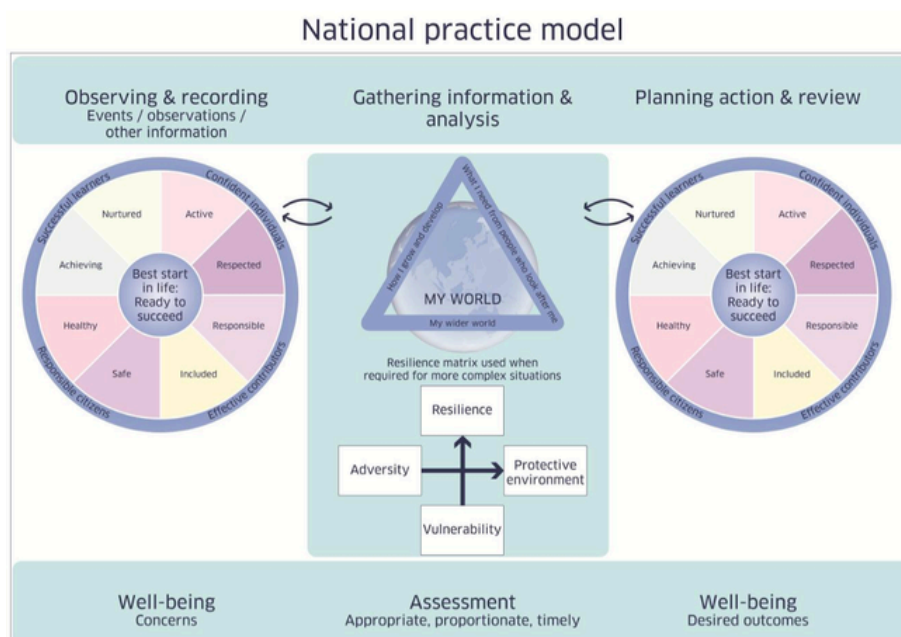 National practice model
Observing & recording
Events / observations /
other information
Gathering information &
analysis
Planning action & review
Successful learners
Confident individuals
Nurtured
Active
Achieving
Respected
Best start
in life:
Ready to
succeed
Healthy
Responsible
Safe
Included
Responsible citizens
Effective contributors
How I grow and develop
What I need from people who look after me
MY WORLD
My wider world
Resilience matrix used when
required for more complex situations
Resilience
Adversity
Protective
environment
Vulnerability
Successful learners
Confident individuals
Nurtured
Active
Achieving
Respected
Best start
in life:
Ready to
succeed
Healthy
Responsible
Safe
Included
Responsible citizens
Effective contributors
Well-being
Concerns
Assessment
Appropriate, proportionate, timely
Well-being
Desired outcomes